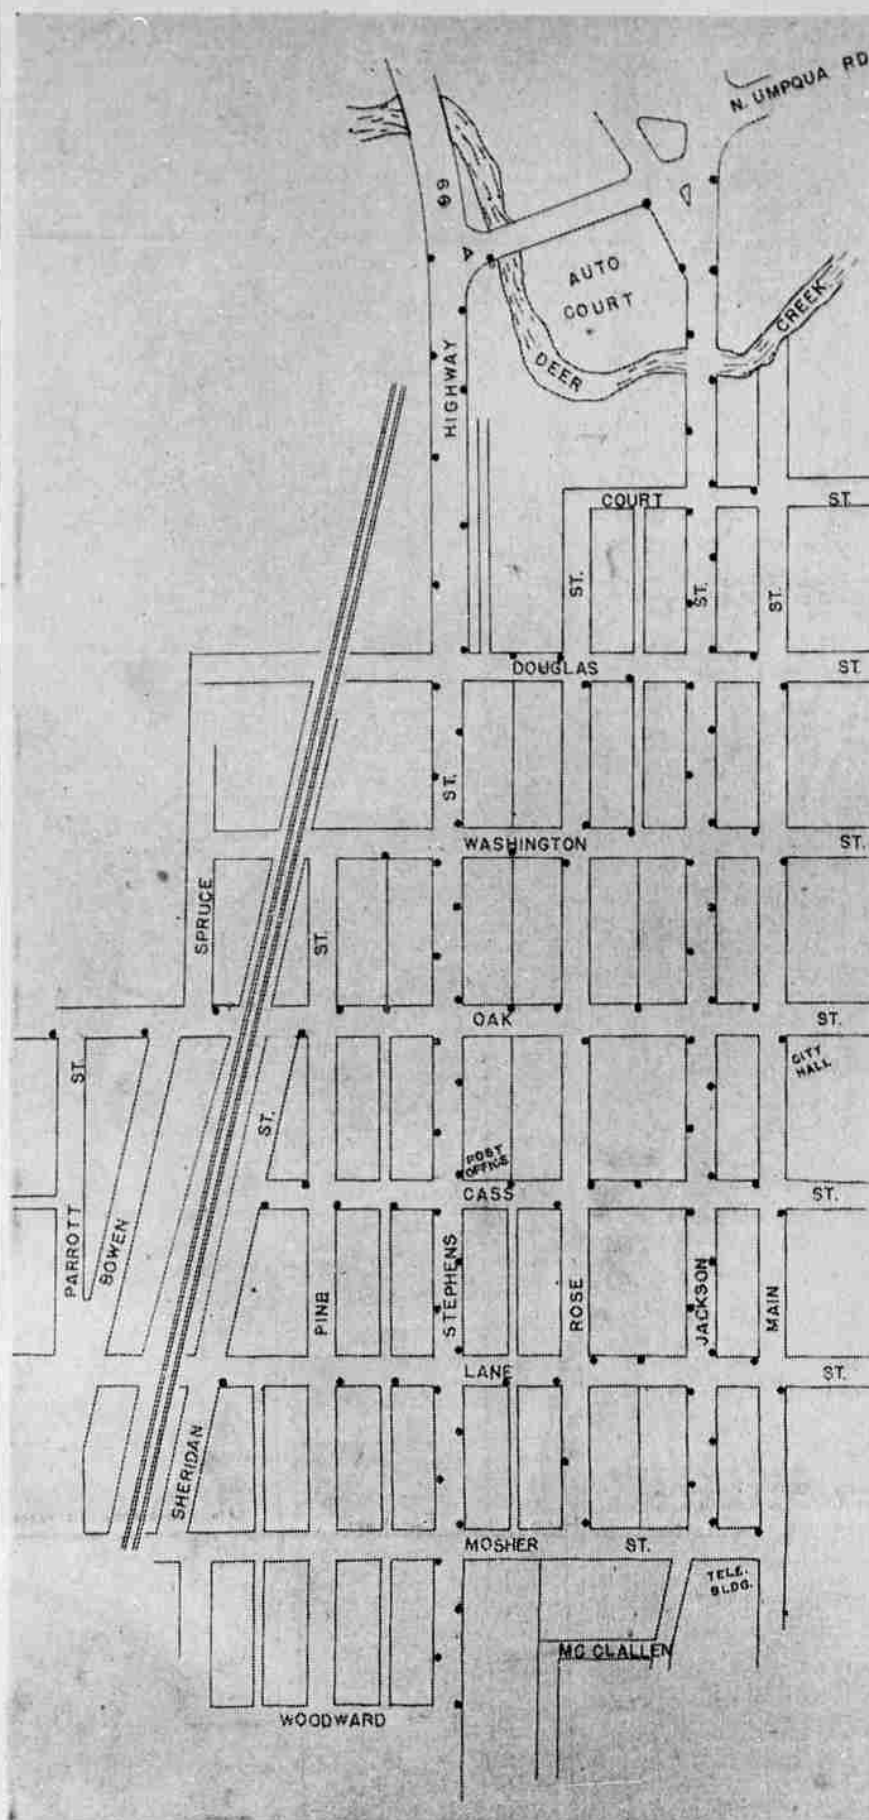 N. UMPQUA RD
99
AUTO
COURT
CREEK
DEER
HIGHWAY
COURT ST.
ST.
ST.
ST.
DOUGLAS ST.
ST.
WASHINGTON ST.
SPRUCE
ST.
OAK ST.
CITY
HALL
ST.
ST.
POST
OFFICE
CASS ST.
PARROTT
BOWEN
PINE
STEPHENS
ROSE
JACKSON
MAIN
LANE ST.
SHERIDAN
MOSHER ST.
TELE.
BLDG.
MC CLALLEN
WOODWARD